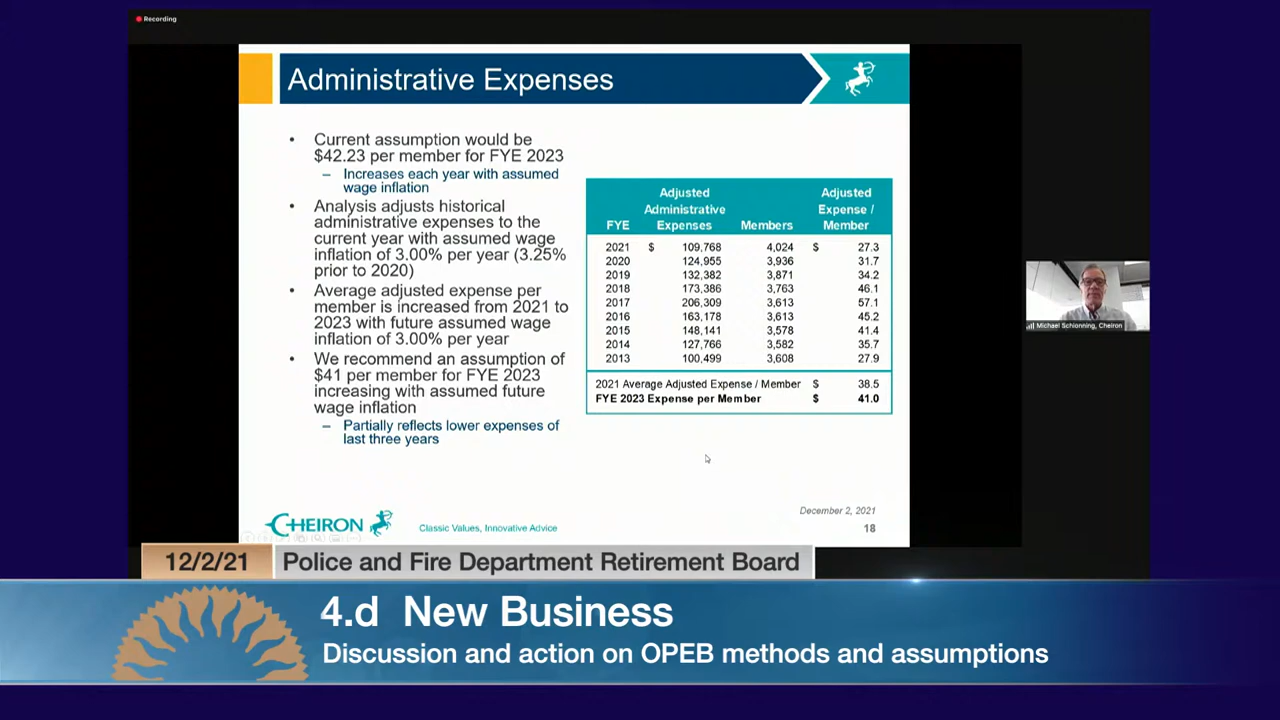 Recording
Administrative Expenses
• Current assumption would be
$42.23 per member for FYE 2023
– Increases each year with assumed
wage inflation
• Analysis adjusts historical
administrative expenses to the
current year with assumed wage
inflation of 3.00% per year (3.25%
prior to 2020)
• Average adjusted expense per
member is increased from 2021 to
2023 with future assumed wage
inflation of 3.00% per year
• We recommend an assumption of
$41 per member for FYE 2023
increasing with assumed future
wage inflation
– Partially reflects lower expenses of
last three years
Adjusted Adjusted
Administrative Expense /
FYE Expenses Members Member
2021 $ 109,768 4,024 $ 27.3
2020 124,955 3,936 31.7
2019 132,382 3,871 34.2
2018 173,386 3,763 46.1
2017 206,309 3,613 57.1
2016 163,178 3,613 45.2
2015 148,141 3,578 41.4
2014 127,766 3,582 35.7
2013 100,499 3,608 27.9
2021 Average Adjusted Expense / Member $ 38.5
FYE 2023 Expense per Member $ 41.0
Michael Schionning, Cheiron
December 2, 2021
CHEIRON Classic Values, Innovative Advice 18
12/2/21 Police and Fire Department Retirement Board
4.d New Business
Discussion and action on OPEB methods and assumptions